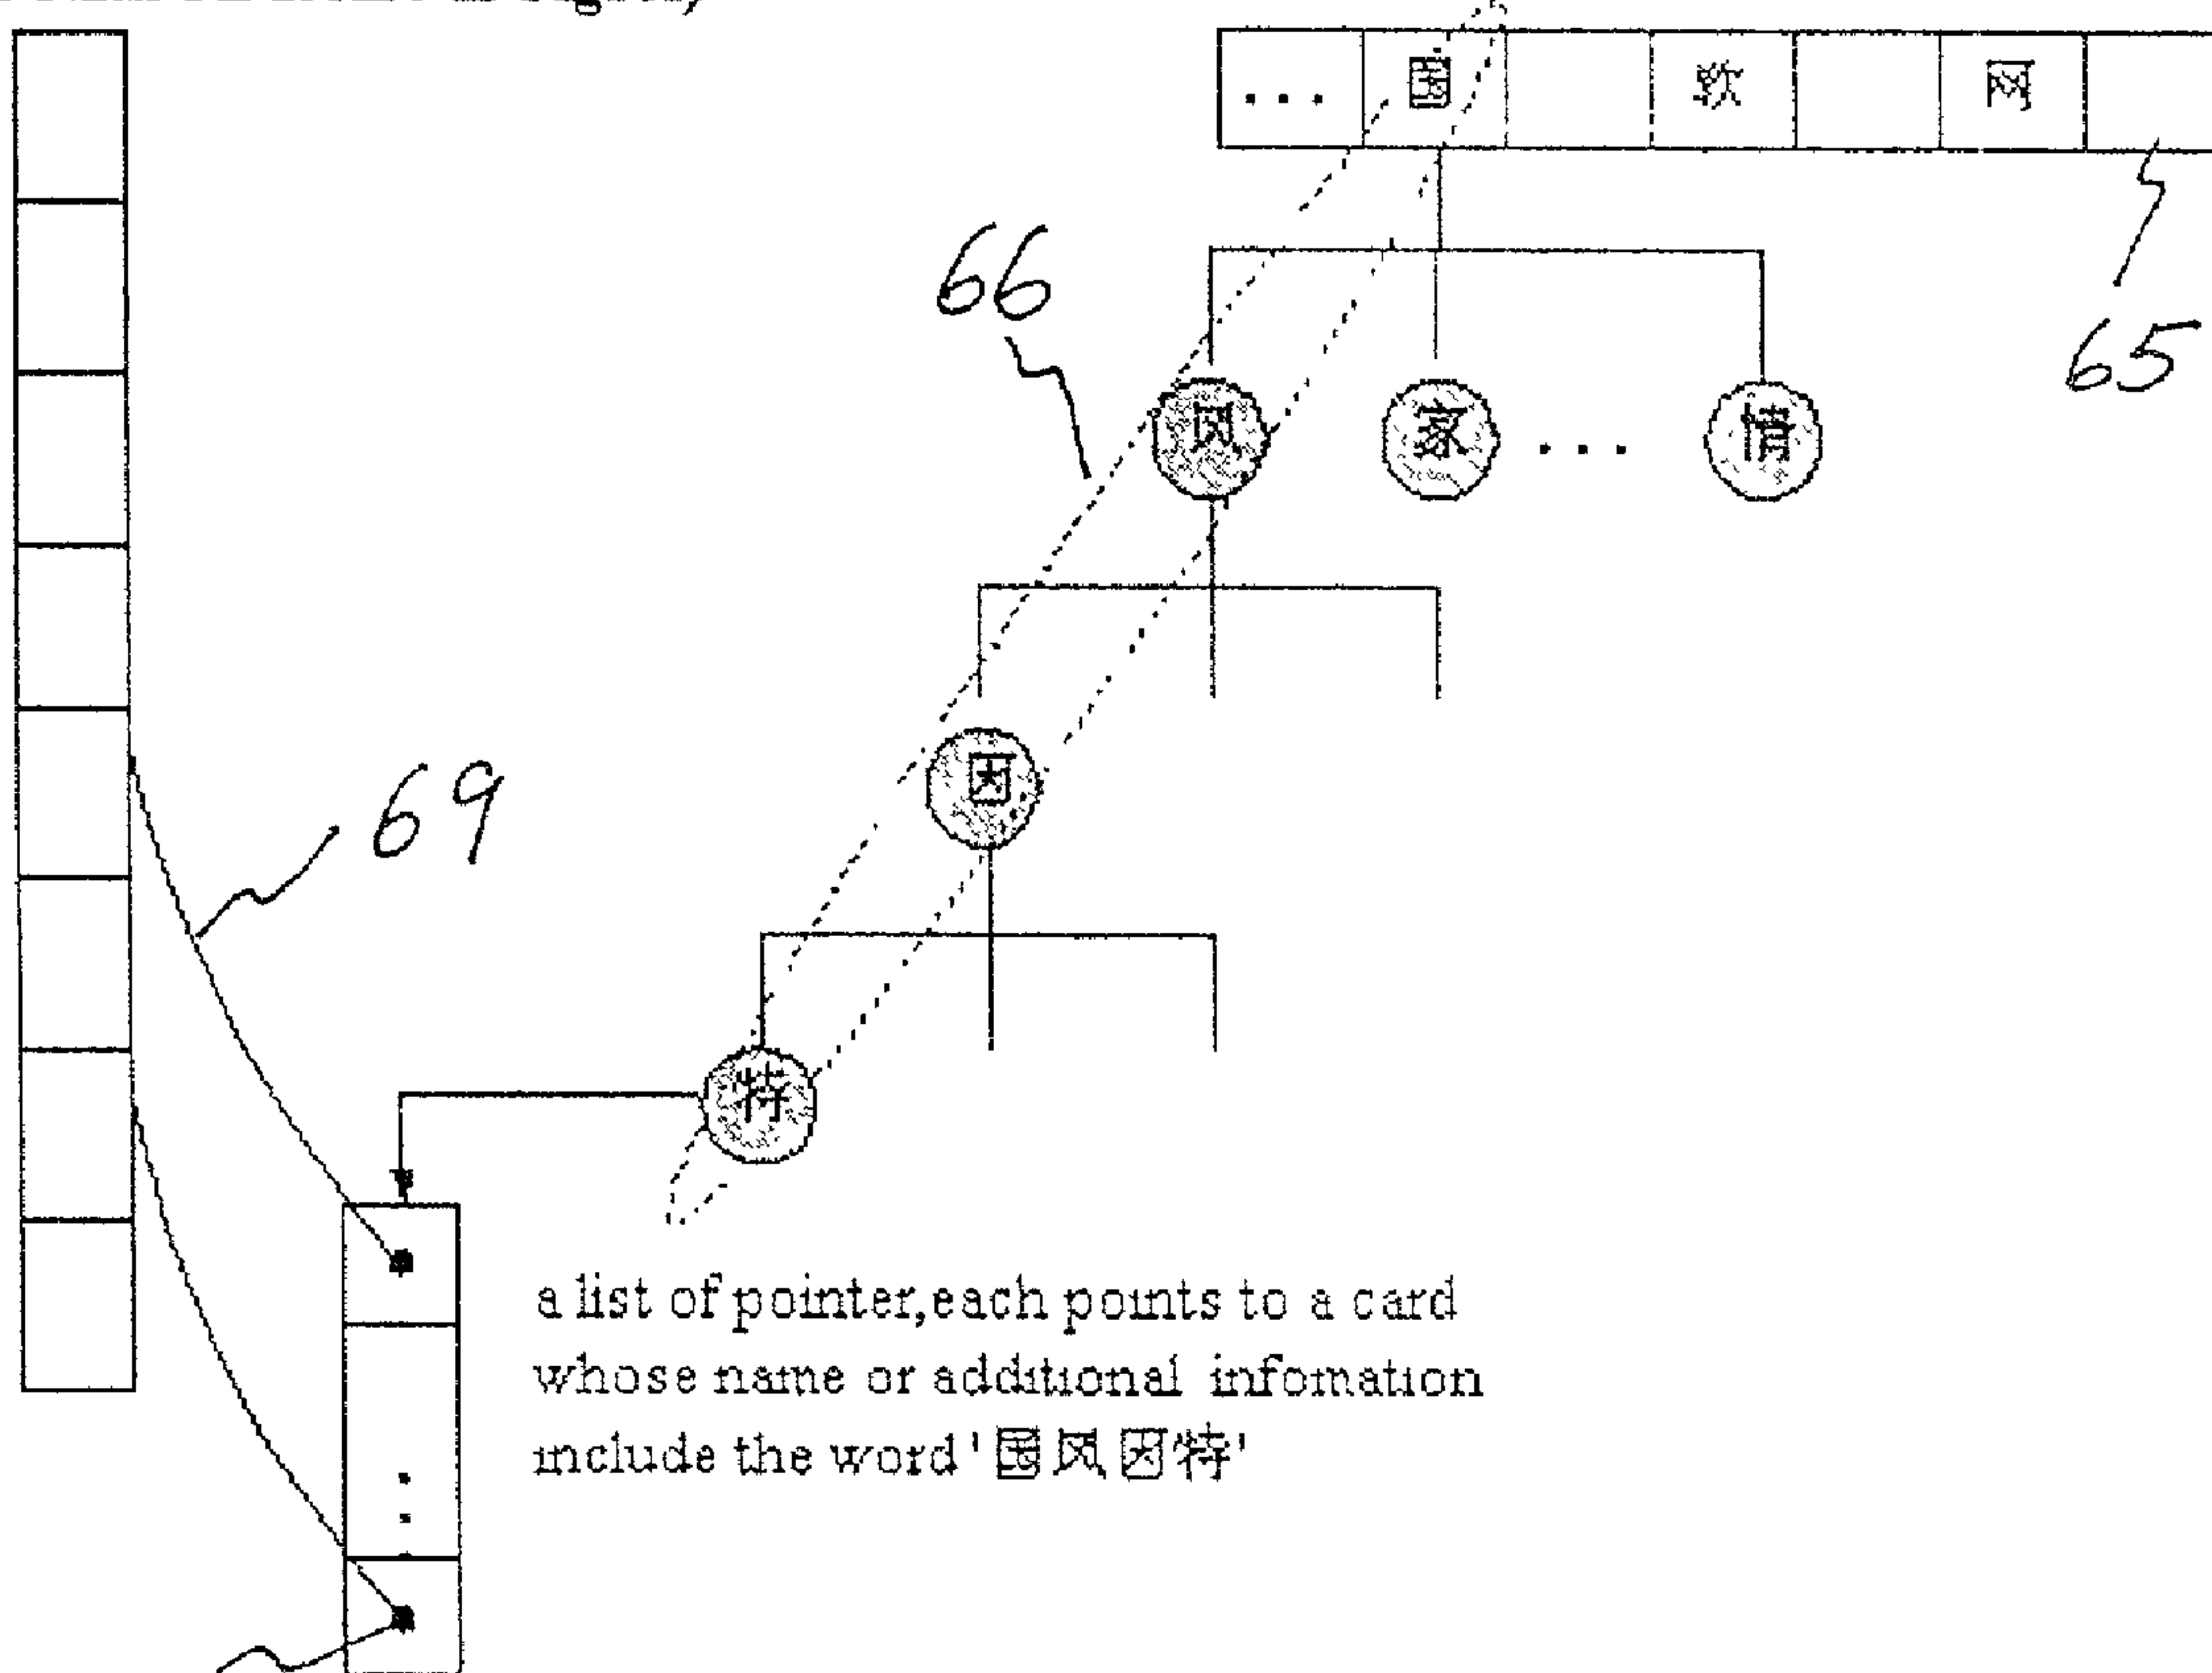 ... 国 软 网
66
65
风 家 ... 情
因
69
特
a list of pointer,each points to a card
whose name or additional infomation
include the word '国风因特'